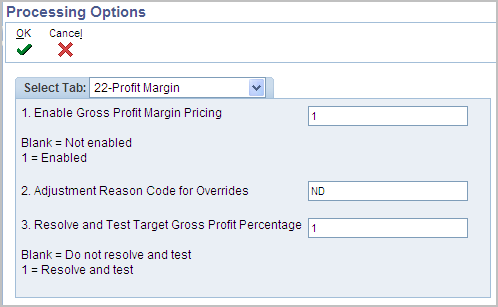 Processing Options
OK Cancel
Select Tab: 22-Profit Margin
1. Enable Gross Profit Margin Pricing 1
Blank = Not enabled
1 = Enabled
2. Adjustment Reason Code for Overrides ND
3. Resolve and Test Target Gross Profit Percentage 1
Blank = Do not resolve and test
1 = Resolve and test